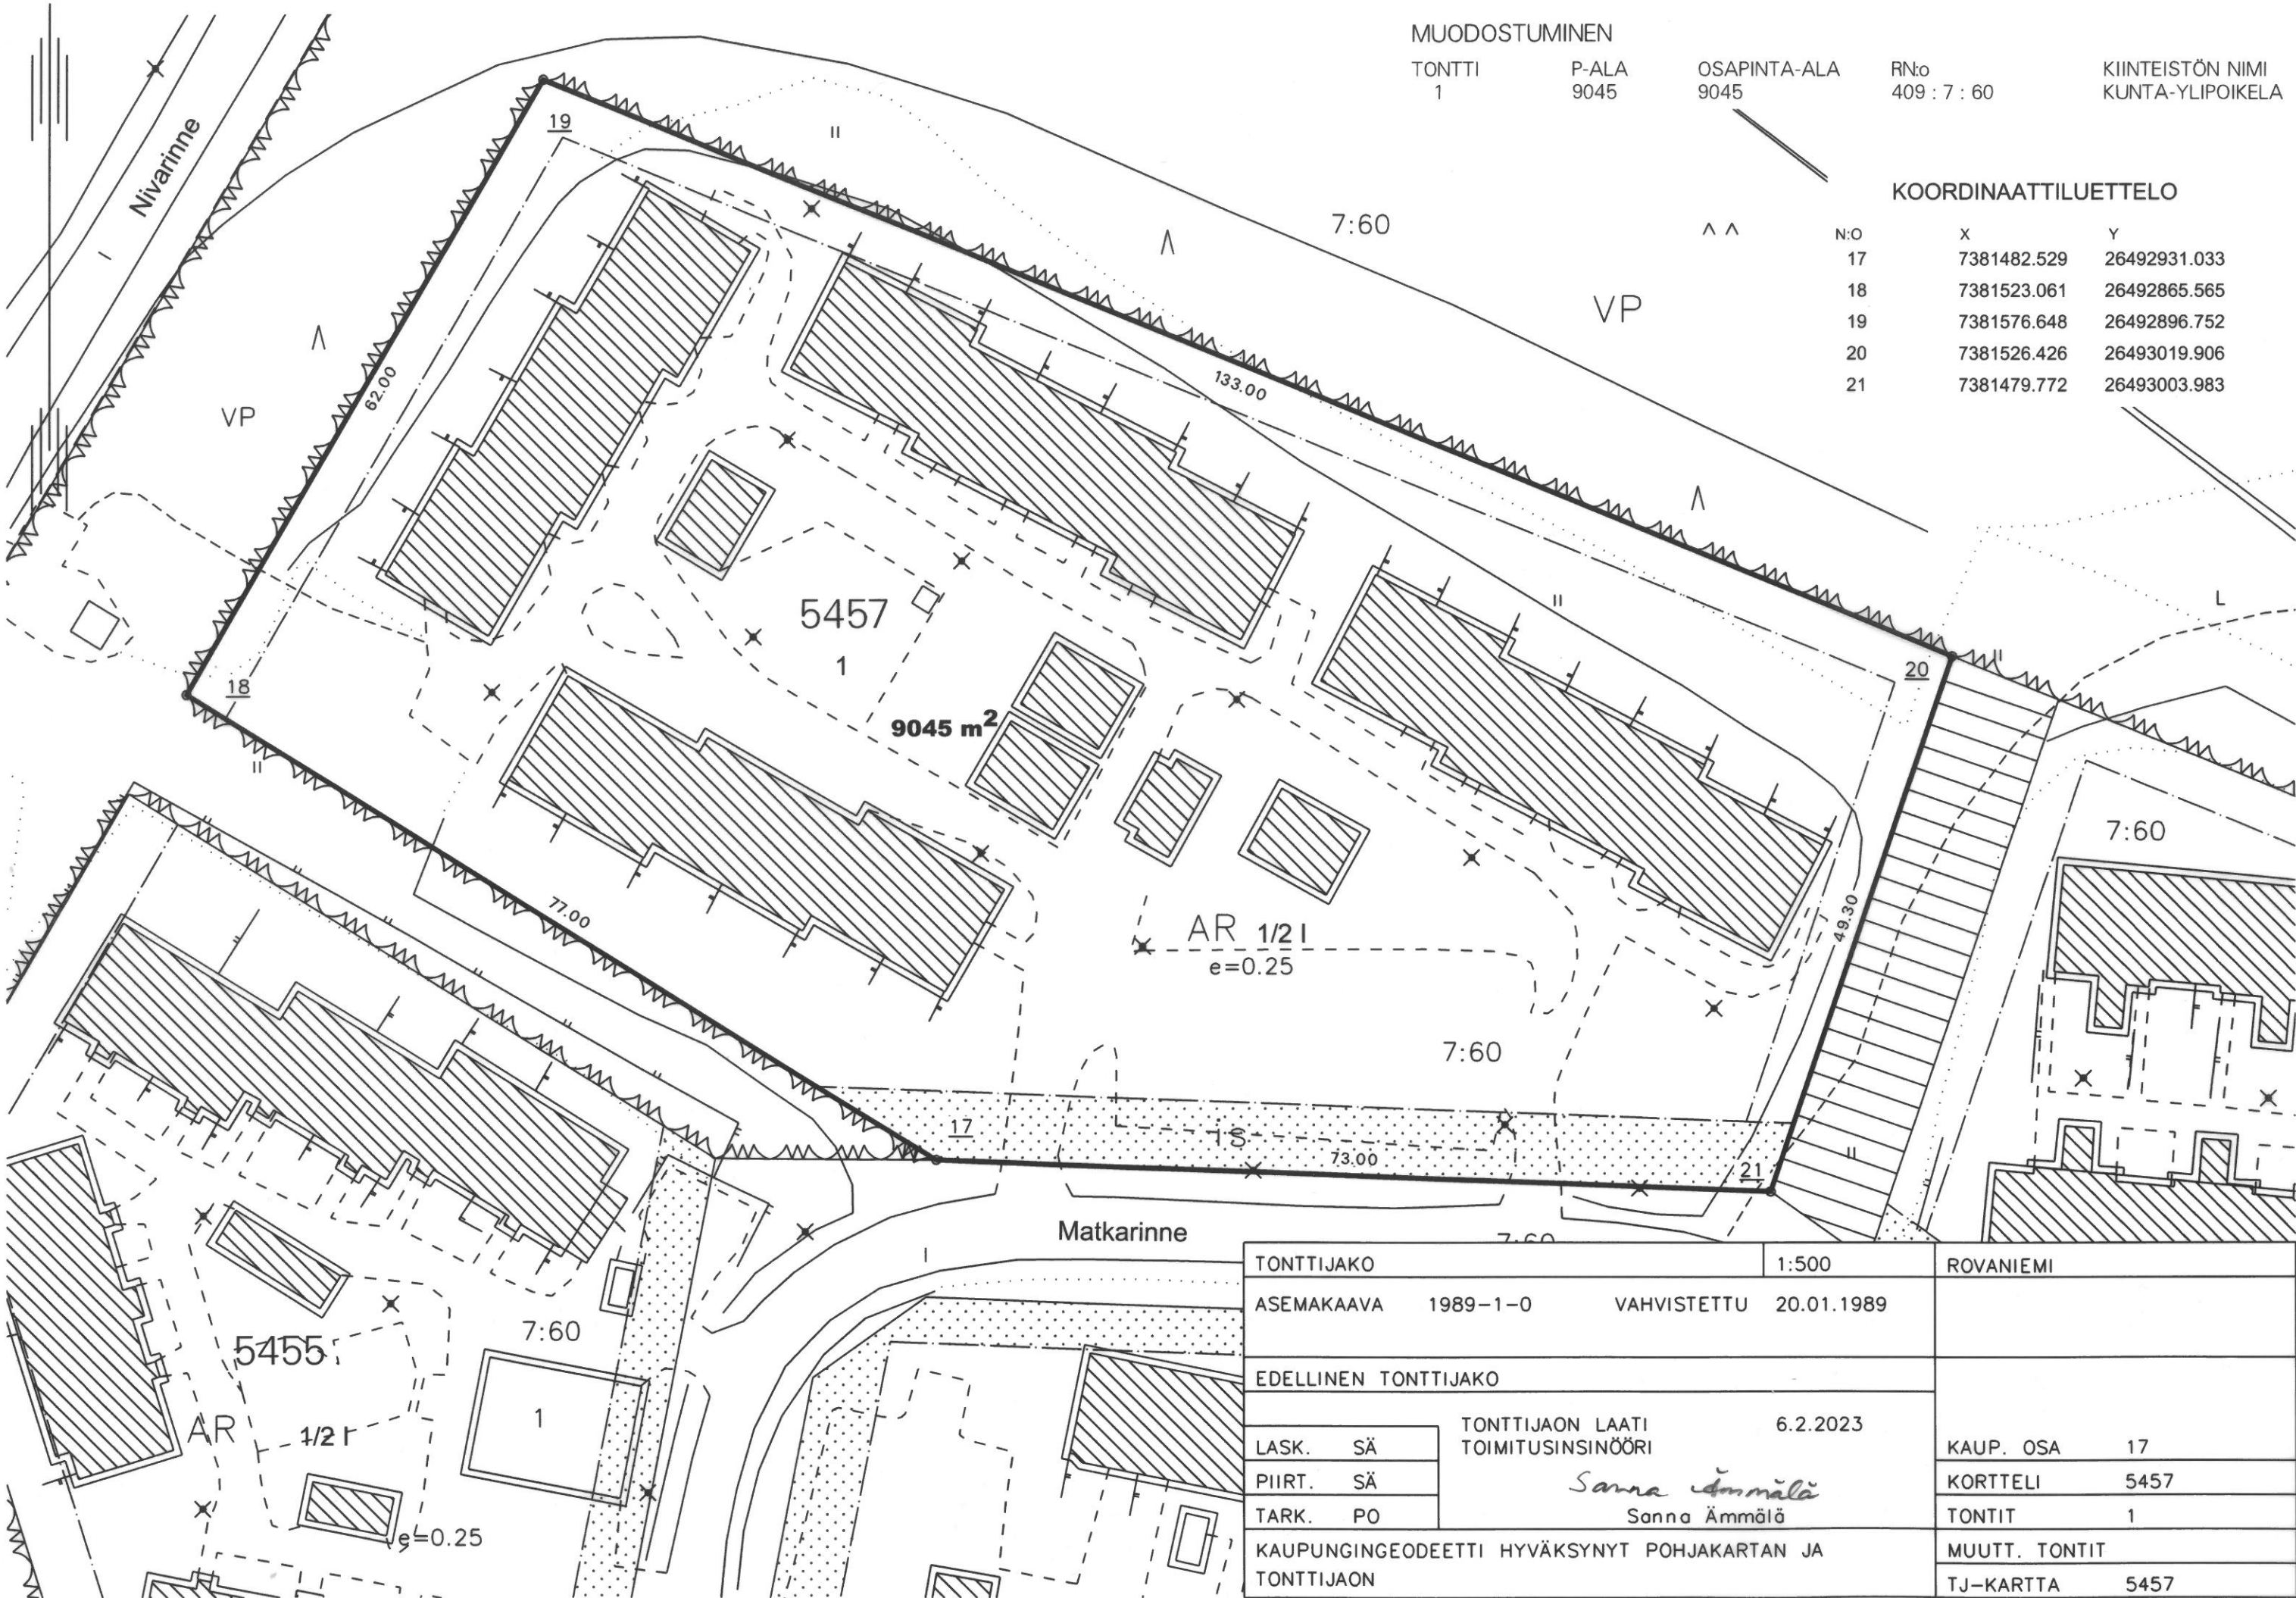 MUODOSTUMINEN
TONTTI P-ALA OSAPINTA-ALA RN:o KIINTEISTÖN NIMI
1 9045 9045 409 : 7 : 60 KUNTA-YLIPOIKELA
KOORDINAATTILUETTELO
N:O X Y
17 7381482.529 26492931.033
18 7381523.061 26492865.565
19 7381576.648 26492896.752
20 7381526.426 26493019.906
21 7381479.772 26493003.983
Nivarinne
19
7:60
VP
62.00
133.00
VP
5457
1
9045 m²
18
20
L
7:60
77.00
AR 1/2 I
e=0.25
49.30
7:60
17
IS
73.00
21
Matkarinne
7:60
5455
7:60
AR 1/2 I
1
e=0.25
TONTTIJAKO 1:500 ROVANIEMI
ASEMAKAAVA 1989-1-0 VAHVISTETTU 20.01.1989
EDELLINEN TONTTIJAKO
TONTTIJAON LAATI 6.2.2023
LASK. SÄ TOIMITUSINSINÖÖRI KAUP. OSA 17
PIIRT. SÄ Sanna Ämmälä KORTTELI 5457
TARK. PO Sanna Ämmälä TONTIT 1
KAUPUNGINGEODEETTI HYVÄKSYNYT POHJAKARTAN JA MUUTT. TONTIT
TONTTIJAON TJ-KARTTA 5457